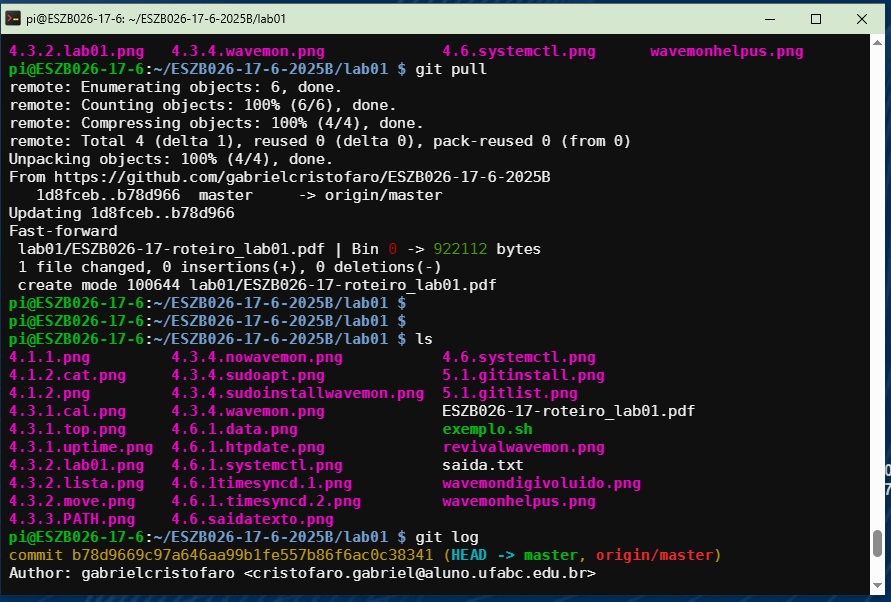 pi@ESZB026-17-6: ~/ESZB026-17-6-2025B/lab01
4.3.2.lab01.png 4.3.4.wavemon.png 4.6.systemctl.png wavemonhelpus.png
pi@ESZB026-17-6:~/ESZB026-17-6-2025B/lab01 $ git pull
remote: Enumerating objects: 6, done.
remote: Counting objects: 100% (6/6), done.
remote: Compressing objects: 100% (4/4), done.
remote: Total 4 (delta 1), reused 0 (delta 0), pack-reused 0 (from 0)
Unpacking objects: 100% (4/4), done.
From https://github.com/gabrielcristofaro/ESZB026-17-6-2025B
1d8fceb..b78d966 master -> origin/master
Updating 1d8fceb..b78d966
Fast-forward
lab01/ESZB026-17-roteiro_lab01.pdf | Bin 0 -> 922112 bytes
1 file changed, 0 insertions(+), 0 deletions(-)
create mode 100644 lab01/ESZB026-17-roteiro_lab01.pdf
pi@ESZB026-17-6:~/ESZB026-17-6-2025B/lab01 $
pi@ESZB026-17-6:~/ESZB026-17-6-2025B/lab01 $
pi@ESZB026-17-6:~/ESZB026-17-6-2025B/lab01 $ ls
4.1.1.png 4.3.4.nowavemon.png 4.6.systemctl.png
4.1.2.cat.png 4.3.4.sudoapt.png 5.1.gitinstall.png
4.1.2.png 4.3.4.sudoinstallwavemon.png 5.1.gitlist.png
4.3.1.cal.png 4.3.4.wavemon.png ESZB026-17-roteiro_lab01.pdf
4.3.1.top.png 4.6.1.data.png exemplo.sh
4.3.1.uptime.png 4.6.1.htpdate.png revivalwavemon.png
4.3.2.lab01.png 4.6.1.systemctl.png saida.txt
4.3.2.lista.png 4.6.1timesyncd.1.png wavemondigivoluido.png
4.3.2.move.png 4.6.1.timesyncd.2.png wavemonhelpus.png
4.3.3.PATH.png 4.6.saidatexto.png
pi@ESZB026-17-6:~/ESZB026-17-6-2025B/lab01 $ git log
commit b78d9669c97a646aa99b1fe557b86f6ac0c38341 (HEAD -> master, origin/master)
Author: gabrielcristofaro <cristofaro.gabriel@aluno.ufabc.edu.br>